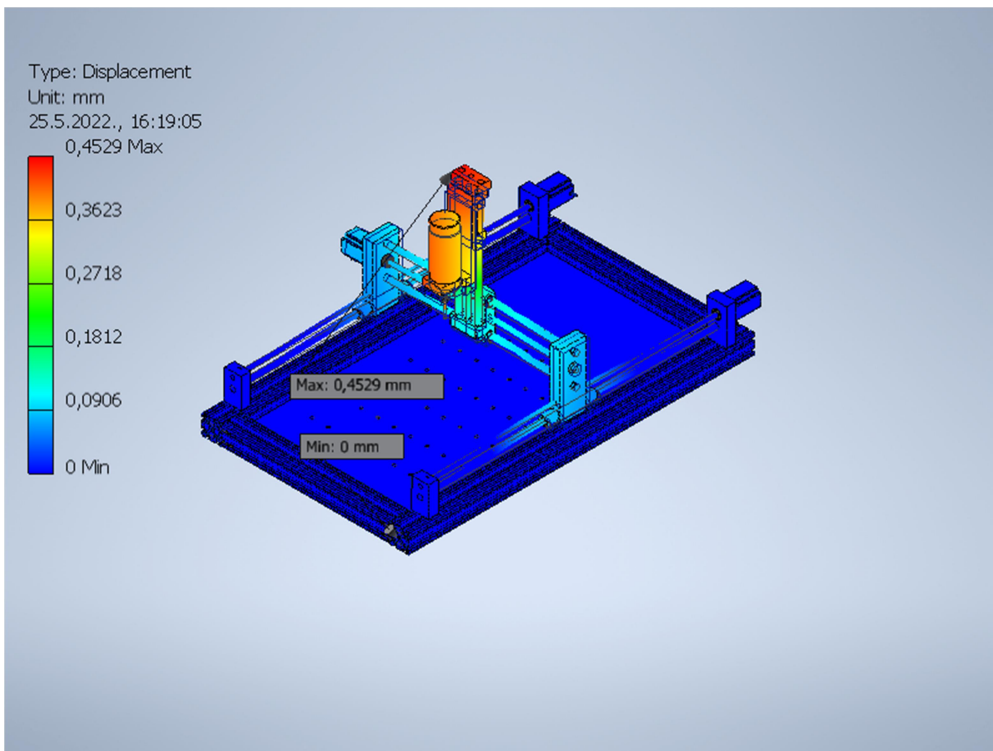 Type: Displacement
Unit: mm
25.5.2022., 16:19:05
0,4529 Max
0,3623
0,2718
0,1812
0,0906
0 Min
Max: 0,4529 mm
Min: 0 mm